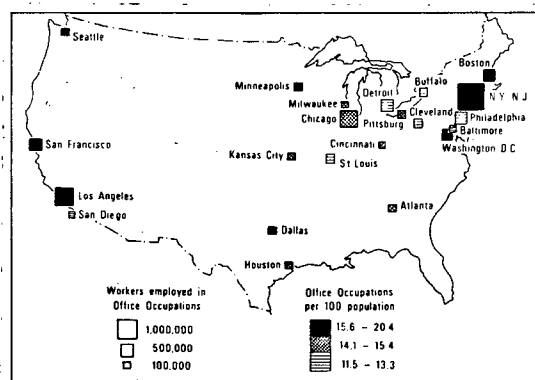 Seattle
Boston
Minneapolis
Buffalo
Detroit
N Y N J
Milwaukee
Cleveland
Chicago
Pittsburg
Philadelphia
Baltimore
Cincinnati
San Francisco
Washington D C
Kansas City
St Louis
Los Angeles
Atlanta
San Diego
Dallas
Houston
Workers employed in
Office Occupations
1,000,000
500,000
100,000
Office Occupations
per 100 population
15.6 – 20.4
14.1 – 15.4
11.5 – 13.3